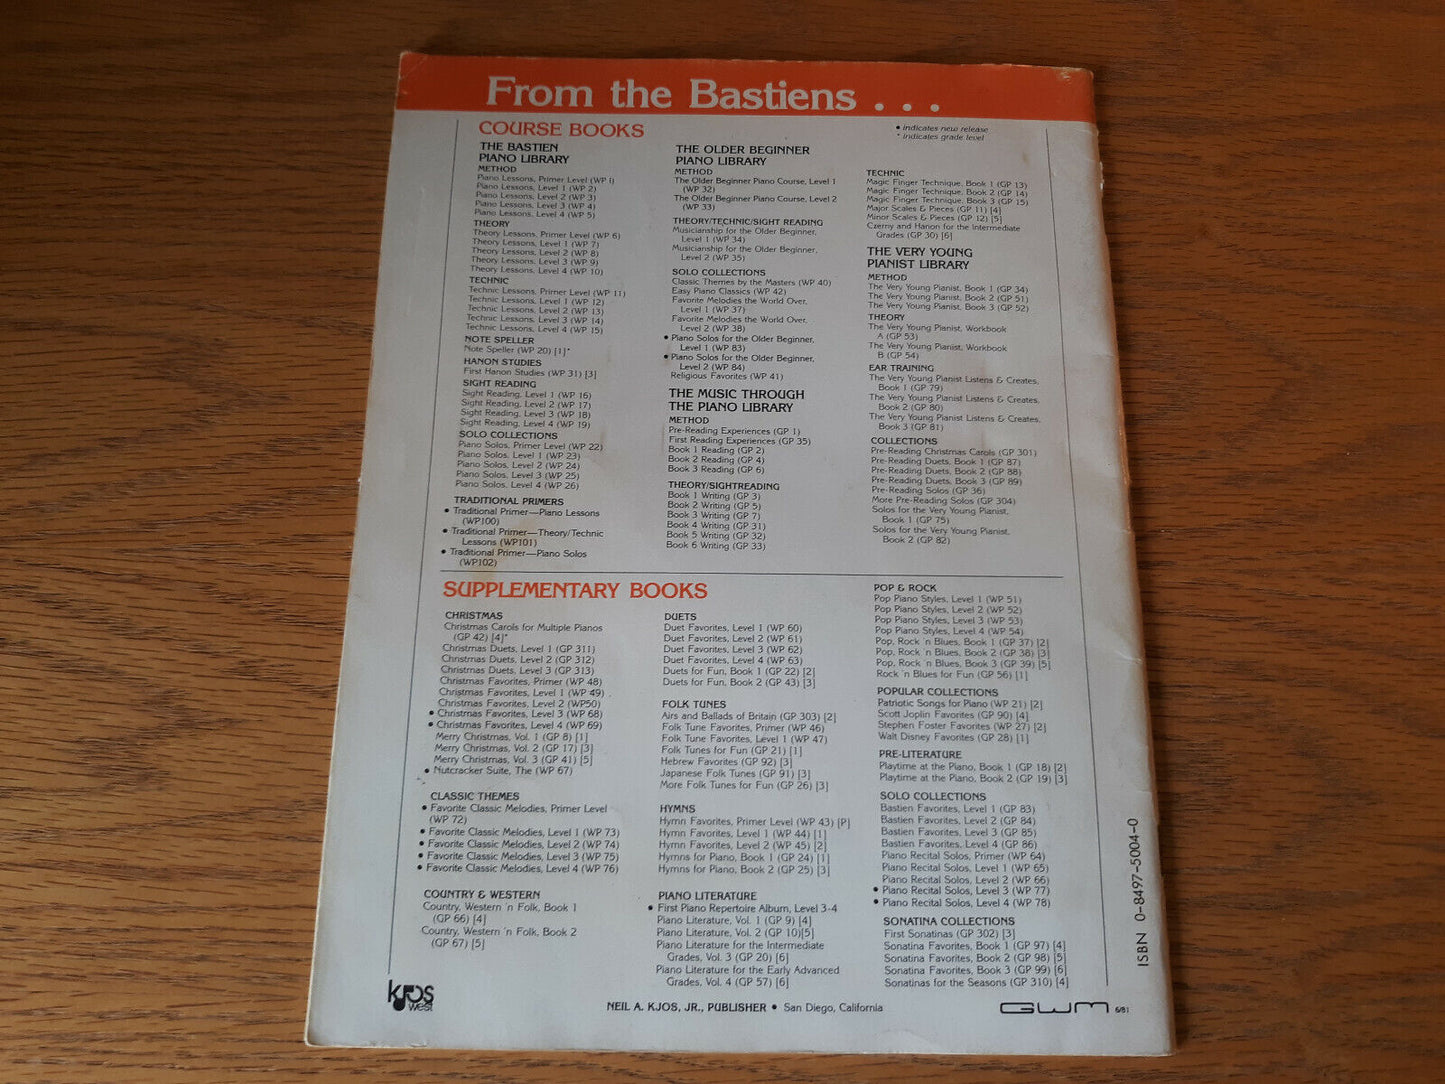 From the Bastiens . . .
COURSE BOOKS
• indicates new release
* indicates grade level
THE BASTIEN
PIANO LIBRARY
METHOD
Piano Lessons, Primer Level (WP 1)
Piano Lessons, Level 1 (WP 2)
Piano Lessons, Level 2 (WP 3)
Piano Lessons, Level 3 (WP 4)
Piano Lessons, Level 4 (WP 5)
THEORY
Theory Lessons, Primer Level (WP 6)
Theory Lessons, Level 1 (WP 7)
Theory Lessons, Level 2 (WP 8)
Theory Lessons, Level 3 (WP 9)
Theory Lessons, Level 4 (WP 10)
TECHNIC
Technic Lessons, Primer Level (WP 11)
Technic Lessons, Level 1 (WP 12)
Technic Lessons, Level 2 (WP 13)
Technic Lessons, Level 3 (WP 14)
Technic Lessons, Level 4 (WP 15)
NOTE SPELLER
Note Speller (WP 20) [1]*
HANON STUDIES
First Hanon Studies (WP 31) [3]
SIGHT READING
Sight Reading, Level 1 (WP 16)
Sight Reading, Level 2 (WP 17)
Sight Reading, Level 3 (WP 18)
Sight Reading, Level 4 (WP 19)
SOLO COLLECTIONS
Piano Solos, Primer Level (WP 22)
Piano Solos, Level 1 (WP 23)
Piano Solos, Level 2 (WP 24)
Piano Solos, Level 3 (WP 25)
Piano Solos, Level 4 (WP 26)
TRADITIONAL PRIMERS
• Traditional Primer—Piano Lessons
(WP100)
• Traditional Primer—Theory/Technic
Lessons (WP101)
• Traditional Primer—Piano Solos
(WP102)
THE OLDER BEGINNER
PIANO LIBRARY
METHOD
The Older Beginner Piano Course, Level 1
(WP 32)
The Older Beginner Piano Course, Level 2
(WP 33)
THEORY/TECHNIC/SIGHT READING
Musicianship for the Older Beginner,
Level 1 (WP 34)
Musicianship for the Older Beginner,
Level 2 (WP 35)
SOLO COLLECTIONS
Classic Themes by the Masters (WP 40)
Easy Piano Classics (WP 42)
Favorite Melodies the World Over,
Level 1 (WP 37)
Favorite Melodies the World Over,
Level 2 (WP 38)
• Piano Solos for the Older Beginner,
Level 1 (WP 83)
• Piano Solos for the Older Beginner,
Level 2 (WP 84)
Religious Favorites (WP 41)
THE MUSIC THROUGH
THE PIANO LIBRARY
METHOD
Pre-Reading Experiences (GP 1)
First Reading Experiences (GP 35)
Book 1 Reading (GP 2)
Book 2 Reading (GP 4)
Book 3 Reading (GP 6)
THEORY/SIGHTREADING
Book 1 Writing (GP 3)
Book 2 Writing (GP 5)
Book 3 Writing (GP 7)
Book 4 Writing (GP 31)
Book 5 Writing (GP 32)
Book 6 Writing (GP 33)
TECHNIC
Magic Finger Technique, Book 1 (GP 13)
Magic Finger Technique, Book 2 (GP 14)
Magic Finger Technique, Book 3 (GP 15)
Major Scales & Pieces (GP 11) [4]
Minor Scales & Pieces (GP 12) [5]
Czerny and Hanon for the Intermediate
Grades (GP 30) [6]
THE VERY YOUNG
PIANIST LIBRARY
METHOD
The Very Young Pianist, Book 1 (GP 34)
The Very Young Pianist, Book 2 (GP 51)
The Very Young Pianist, Book 3 (GP 52)
THEORY
The Very Young Pianist, Workbook
A (GP 53)
The Very Young Pianist, Workbook
B (GP 54)
EAR TRAINING
The Very Young Pianist Listens & Creates,
Book 1 (GP 79)
The Very Young Pianist Listens & Creates,
Book 2 (GP 80)
The Very Young Pianist Listens & Creates,
Book 3 (GP 81)
COLLECTIONS
Pre-Reading Christmas Carols (GP 301)
Pre-Reading Duets, Book 1 (GP 87)
Pre-Reading Duets, Book 2 (GP 88)
Pre-Reading Duets, Book 3 (GP 89)
Pre-Reading Solos (GP 36)
More Pre-Reading Solos (GP 304)
Solos for the Very Young Pianist,
Book 1 (GP 75)
Solos for the Very Young Pianist,
Book 2 (GP 82)
SUPPLEMENTARY BOOKS
CHRISTMAS
Christmas Carols for Multiple Pianos
(GP 42) [4]*
Christmas Duets, Level 1 (GP 311)
Christmas Duets, Level 2 (GP 312)
Christmas Duets, Level 3 (GP 313)
Christmas Favorites, Primer (WP 48)
Christmas Favorites, Level 1 (WP 49)
Christmas Favorites, Level 2 (WP50)
• Christmas Favorites, Level 3 (WP 68)
• Christmas Favorites, Level 4 (WP 69)
Merry Christmas, Vol. 1 (GP 8) [1]
Merry Christmas, Vol. 2 (GP 17) [3]
Merry Christmas, Vol. 3 (GP 41) [5]
• Nutcracker Suite, The (WP 67)
CLASSIC THEMES
• Favorite Classic Melodies, Primer Level
(WP 72)
• Favorite Classic Melodies, Level 1 (WP 73)
• Favorite Classic Melodies, Level 2 (WP 74)
• Favorite Classic Melodies, Level 3 (WP 75)
• Favorite Classic Melodies, Level 4 (WP 76)
COUNTRY & WESTERN
Country, Western 'n Folk, Book 1
(GP 66) [4]
Country, Western 'n Folk, Book 2
(GP 67) [5]
DUETS
Duet Favorites, Level 1 (WP 60)
Duet Favorites, Level 2 (WP 61)
Duet Favorites, Level 3 (WP 62)
Duet Favorites, Level 4 (WP 63)
Duets for Fun, Book 1 (GP 22) [2]
Duets for Fun, Book 2 (GP 43) [3]
FOLK TUNES
Airs and Ballads of Britain (GP 303) [2]
Folk Tune Favorites, Primer (WP 46)
Folk Tune Favorites, Level 1 (WP 47)
Folk Tunes for Fun (GP 21) [1]
Hebrew Favorites (GP 92) [3]
Japanese Folk Tunes (GP 91) [3]
More Folk Tunes for Fun (GP 26) [3]
HYMNS
Hymn Favorites, Primer Level (WP 43) [P]
Hymn Favorites, Level 1 (WP 44) [1]
Hymn Favorites, Level 2 (WP 45) [2]
Hymns for Piano, Book 1 (GP 24) [1]
Hymns for Piano, Book 2 (GP 25) [3]
PIANO LITERATURE
• First Piano Repertoire Album, Level 3-4
Piano Literature, Vol. 1 (GP 9) [4]
Piano Literature, Vol. 2 (GP 10)[5]
Piano Literature for the Intermediate
Grades, Vol. 3 (GP 20) [6]
Piano Literature for the Early Advanced
Grades, Vol. 4 (GP 57) [6]
POP & ROCK
Pop Piano Styles, Level 1 (WP 51)
Pop Piano Styles, Level 2 (WP 52)
Pop Piano Styles, Level 3 (WP 53)
Pop Piano Styles, Level 4 (WP 54)
Pop, Rock 'n Blues, Book 1 (GP 37) [2]
Pop, Rock 'n Blues, Book 2 (GP 38) [3]
Pop, Rock 'n Blues, Book 3 (GP 39) [5]
Rock 'n Blues for Fun (GP 56) [1]
POPULAR COLLECTIONS
Patriotic Songs for Piano (WP 21) [2]
Scott Joplin Favorites (GP 90) [4]
Stephen Foster Favorites (WP 27) [2]
Walt Disney Favorites (GP 28) [1]
PRE-LITERATURE
Playtime at the Piano, Book 1 (GP 18) [2]
Playtime at the Piano, Book 2 (GP 19) [3]
SOLO COLLECTIONS
Bastien Favorites, Level 1 (GP 83)
Bastien Favorites, Level 2 (GP 84)
Bastien Favorites, Level 3 (GP 85)
Bastien Favorites, Level 4 (GP 86)
Piano Recital Solos, Primer (WP 64)
Piano Recital Solos, Level 1 (WP 65)
Piano Recital Solos, Level 2 (WP 66)
• Piano Recital Solos, Level 3 (WP 77)
• Piano Recital Solos, Level 4 (WP 78)
SONATINA COLLECTIONS
First Sonatinas (GP 302) [3]
Sonatina Favorites, Book 1 (GP 97) [4]
Sonatina Favorites, Book 2 (GP 98) [5]
Sonatina Favorites, Book 3 (GP 99) [6]
Sonatinas for the Seasons (GP 310) [4]
ISBN 0-8497-5004-0
kjos
west
NEIL A. KJOS, JR., PUBLISHER • San Diego, California
GWM 6/81